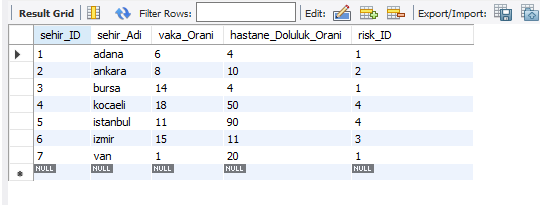 Result Grid Filter Rows: Edit: Export/Import:
sehir_ID sehir_Adi vaka_Orani hastane_Doluluk_Orani risk_ID
1 adana 6 4 1
2 ankara 8 10 2
3 bursa 14 4 1
4 kocaeli 18 50 4
5 istanbul 11 90 4
6 izmir 15 11 3
7 van 1 20 1
NULL NULL NULL NULL NULL